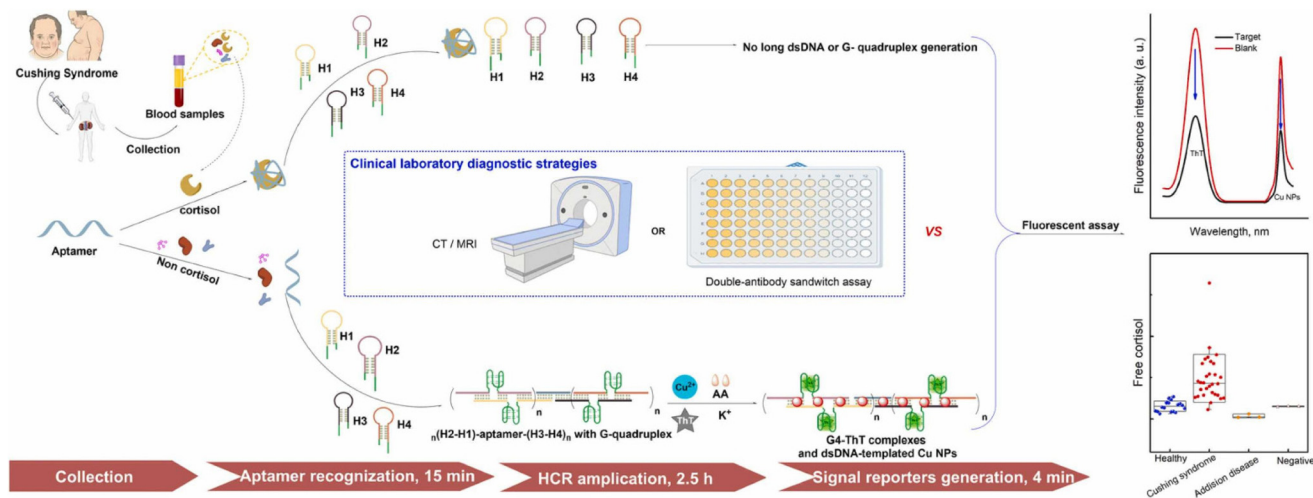 Cushing Syndrome
Blood samples
Collection
cortisol
Aptamer
Non cortisol
H1
H2
H3
H4
H1
H2
H3
H4
No long dsDNA or G- quadruplex generation
Clinical laboratory diagnostic strategies
CT / MRI
OR
Double-antibody sandwitch assay
VS
Fluorescent assay
H1
H2
H3
H4
n
n
n(H2-H1)-aptamer-(H3-H4)n with G-quadruplex
Cu2+
AA
ThT
K+
n
n
G4-ThT complexes
and dsDNA-templated Cu NPs
Fluorescence intensity (a. u.)
Target
Blank
ThT
Cu NPs
Wavelength, nm
Free cortisol
Healthy
Cushing syndrome
Addision disease
Negative
Collection
Aptamer recognition, 15 min
HCR amplication, 2.5 h
Signal reporters generation, 4 min